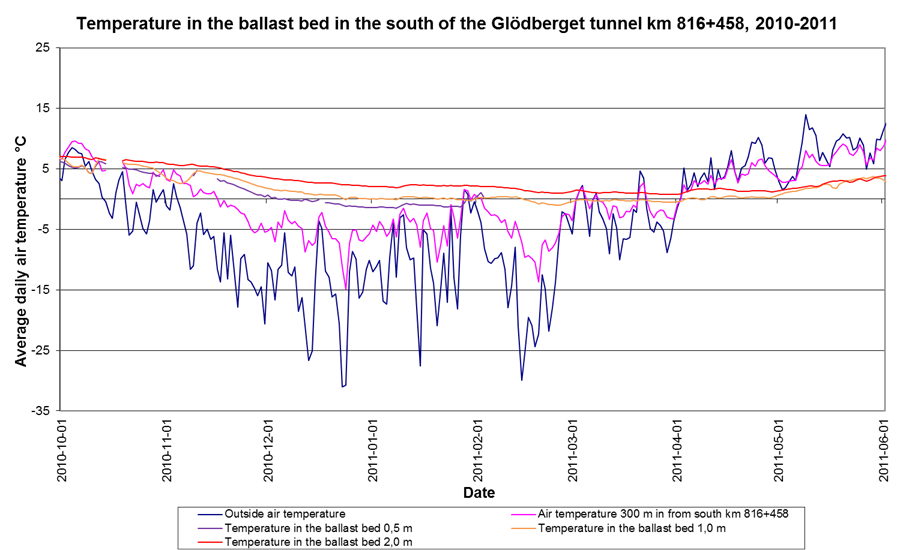 Temperature in the ballast bed in the south of the Glödberget tunnel km 816+458, 2010-2011
Average daily air temperature °C
25
15
5
-5
-15
-25
-35
2010-10-01
2010-11-01
2010-12-01
2011-01-01
2011-02-01
2011-03-01
2011-04-01
2011-05-01
2011-06-01
Date
Outside air temperature
Air temperature 300 m in from south km 816+458
Temperature in the ballast bed 0,5 m
Temperature in the ballast bed 1,0 m
Temperature in the ballast bed 2,0 m